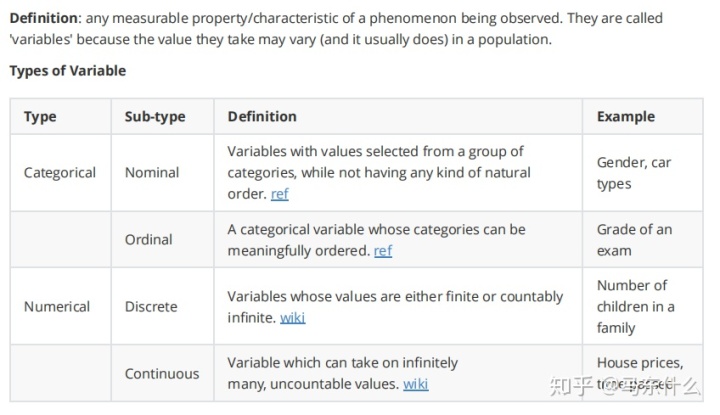 Definition: any measurable property/characteristic of a phenomenon being observed. They are called
'variables' because the value they take may vary (and it usually does) in a population.
Types of Variable
Type Sub-type Definition Example
Categorical Nominal
Variables with values selected from a group of
categories, while not having any kind of natural
order. ref
Gender, car
types
Ordinal
A categorical variable whose categories can be
meaningfully ordered. ref
Grade of an
exam
Numerical Discrete
Variables whose values are either finite or countably
infinite. wiki
Number of
children in a
family
Continuous
Variable which can take on infinitely
many, uncountable values. wiki
House prices,
time passed
知乎 @马东什么